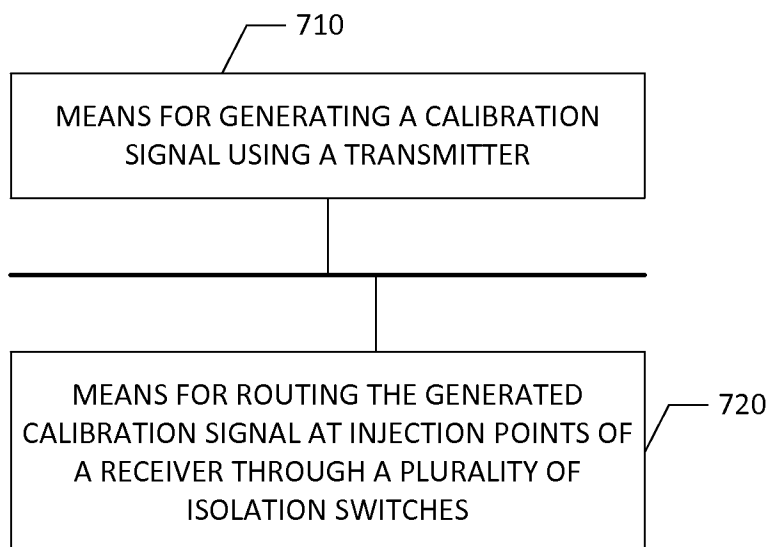 710
MEANS FOR GENERATING A CALIBRATION
SIGNAL USING A TRANSMITTER
MEANS FOR ROUTING THE GENERATED
CALIBRATION SIGNAL AT INJECTION POINTS OF
A RECEIVER THROUGH A PLURALITY OF
ISOLATION SWITCHES
720